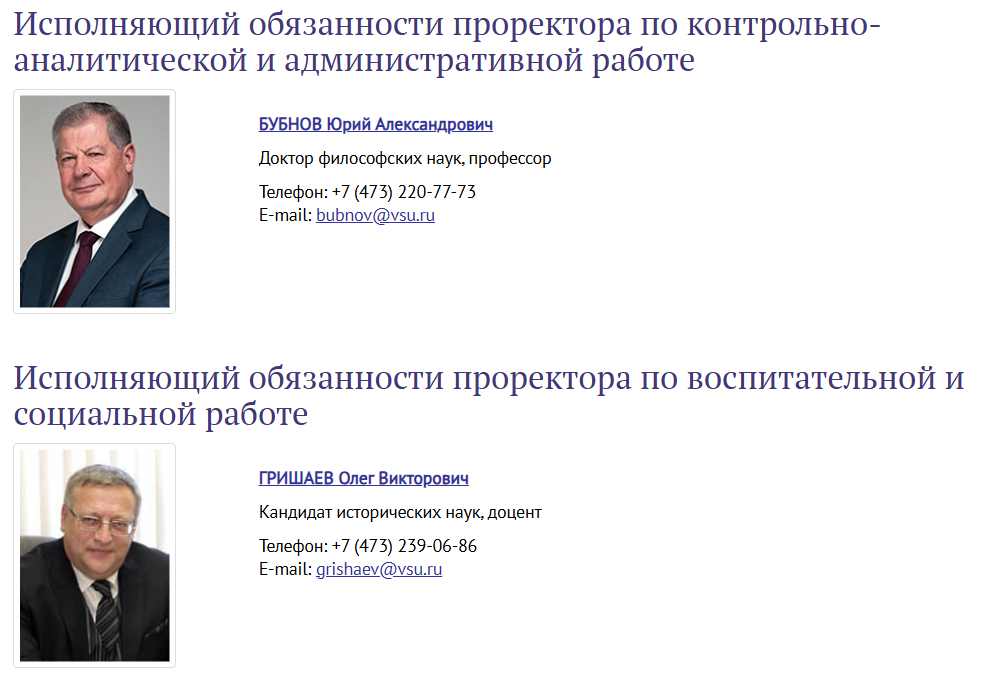 Исполняющий обязанности проректора по контрольно-
аналитической и административной работе
БУБНОВ Юрий Александрович
Доктор философских наук, профессор
Телефон: +7 (473) 220-77-73
E-mail: bubnov@vsu.ru
Исполняющий обязанности проректора по воспитательной и
социальной работе
ГРИШАЕВ Олег Викторович
Кандидат исторических наук, доцент
Телефон: +7 (473) 239-06-86
E-mail: grishaev@vsu.ru